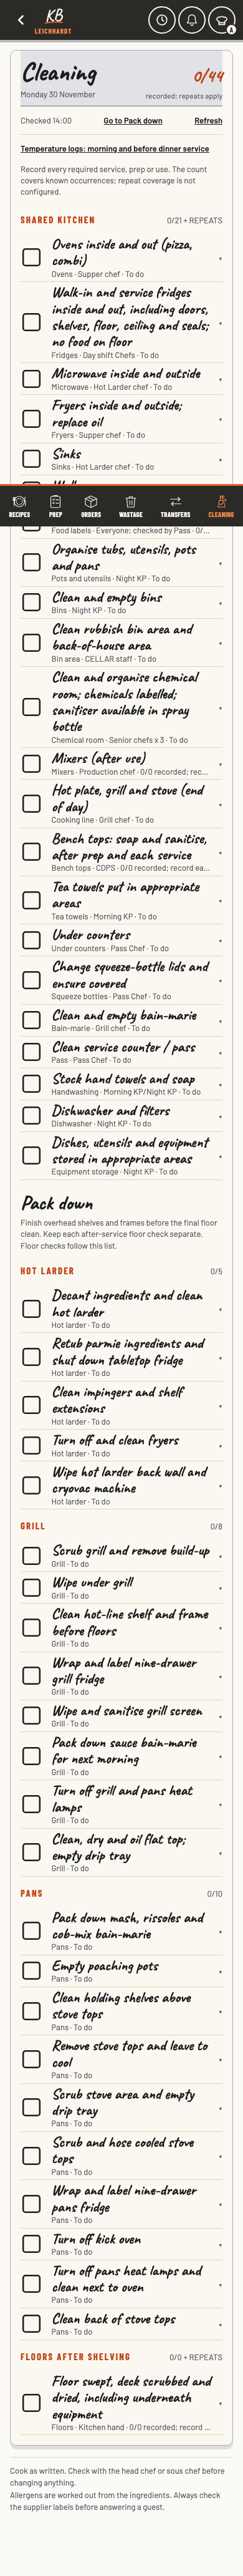 KB
LEICHHARDT
Cleaning
0/44
Monday 30 November
recorded; repeats apply
Checked 14:00
Go to Pack down
Refresh
Temperature logs: morning and before dinner service
Record every required service, prep or use. The count
covers known occurrences; repeat coverage is not
configured.
SHARED KITCHEN
0/21 + REPEATS
Ovens inside and out (pizza,
combi)
Ovens · Supper chef · To do
Walk-in and service fridges
inside and out, including doors,
shelves, floor, ceiling and seals;
no food on floor
Fridges · Day shift Chefs · To do
Microwave inside and outside
Microwave · Hot Larder chef · To do
Fryers inside and outside;
replace oil
Fryers · Supper chef · To do
Sinks
Sinks · Hot Larder chef · To do
RECIPES
PREP
ORDERS
WASTAGE
TRANSFERS
CLEANING
Food labels · Everyone; checked by Pass · 0/...
Organise tubs, utensils, pots
and pans
Pots and utensils · Night KP · To do
Clean and empty bins
Bins · Night KP · To do
Clean rubbish bin area and
back-of-house area
Bin area · CELLAR staff · To do
Clean and organise chemical
room; chemicals labelled;
sanitiser available in spray
bottle
Chemical room · Senior chefs x 3 · To do
Mixers (after use)
Mixers · Production chef · 0/0 recorded; rec...
Hot plate, grill and stove (end
of day)
Cooking line · Grill chef · To do
Bench tops: soap and sanitise,
after prep and each service
Bench tops · CDPS · 0/0 recorded; record ea...
Tea towels put in appropriate
areas
Tea towels · Morning KP · To do
Under counters
Under counters · Pass Chef · To do
Change squeeze-bottle lids and
ensure covered
Squeeze bottles · Pass Chef · To do
Clean and empty bain-marie
Bain-marie · Grill chef · To do
Clean service counter / pass
Pass · Pass Chef · To do
Stock hand towels and soap
Handwashing · Morning KP/Night KP · To do
Dishwasher and filters
Dishwasher · Night KP · To do
Dishes, utensils and equipment
stored in appropriate areas
Equipment storage · Night KP · To do
Pack down
Finish overhead shelves and frames before the final floor
clean. Keep each after-service floor check separate.
Floor checks follow this list.
HOT LARDER
0/5
Decant ingredients and clean
hot larder
Hot larder · To do
Retub parmie ingredients and
shut down tabletop fridge
Hot larder · To do
Clean impingers and shelf
extensions
Hot larder · To do
Turn off and clean fryers
Hot larder · To do
Wipe hot larder back wall and
cryovac machine
Hot larder · To do
GRILL
0/8
Scrub grill and remove build-up
Grill · To do
Wipe under grill
Grill · To do
Clean hot-line shelf and frame
before floors
Grill · To do
Wrap and label nine-drawer
grill fridge
Grill · To do
Wipe and sanitise grill screen
Grill · To do
Pack down sauce bain-marie
for next morning
Grill · To do
Turn off grill and pans heat
lamps
Grill · To do
Clean, dry and oil flat top;
empty drip tray
Grill · To do
PANS
0/10
Pack down mash, rissoles and
cob-mix bain-marie
Pans · To do
Empty poaching pots
Pans · To do
Clean holding shelves above
stove tops
Pans · To do
Remove stove tops and leave to
cool
Pans · To do
Scrub stove area and empty
drip tray
Pans · To do
Scrub and hose cooled stove
tops
Pans · To do
Wrap and label nine-drawer
pans fridge
Pans · To do
Turn off kick oven
Pans · To do
Turn off pans heat lamps and
clean next to oven
Pans · To do
Clean back of stove tops
Pans · To do
FLOORS AFTER SHELVING
0/0 + REPEATS
Floor swept, deck scrubbed and
dried, including underneath
equipment
Floors · Kitchen hand · 0/0 recorded; record ...
Cook as written. Check with the head chef or sous chef before
changing anything.
Allergens are worked out from the ingredients. Always check
the supplier labels before answering a guest.